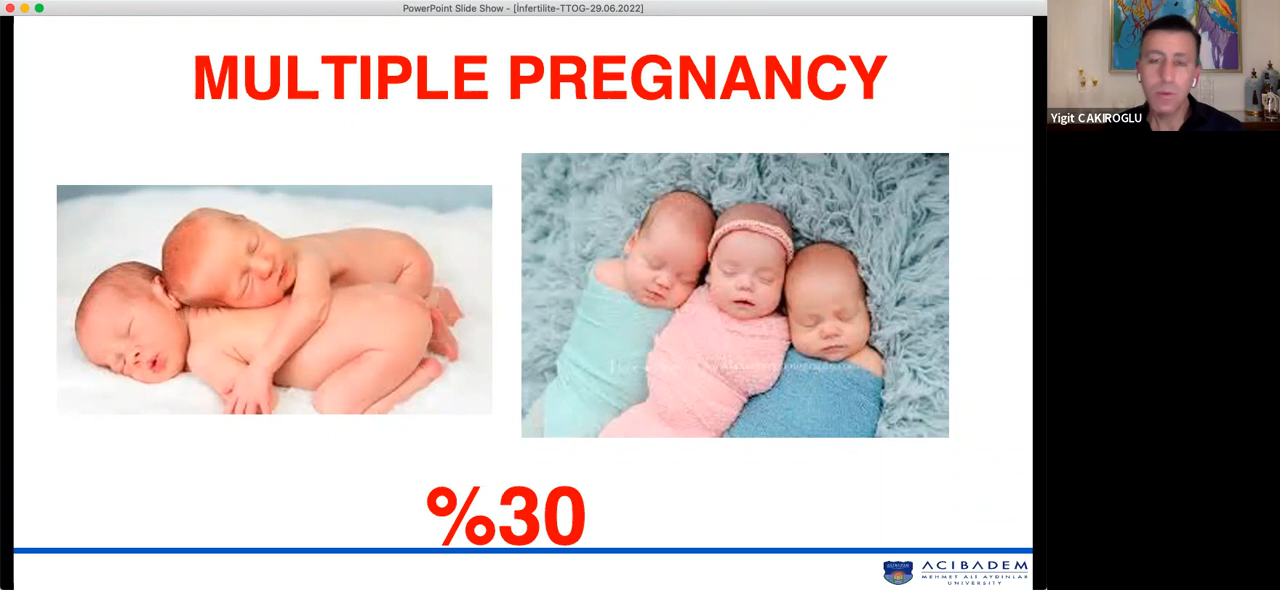 PowerPoint Slide Show - [İnfertilite-TTOG-29.06.2022]
MULTIPLE PREGNANCY
Yigit CAKIROGLU
%30
ACIBADEM
MEHMET ALİ AYDINLAR
UNIVERSITY